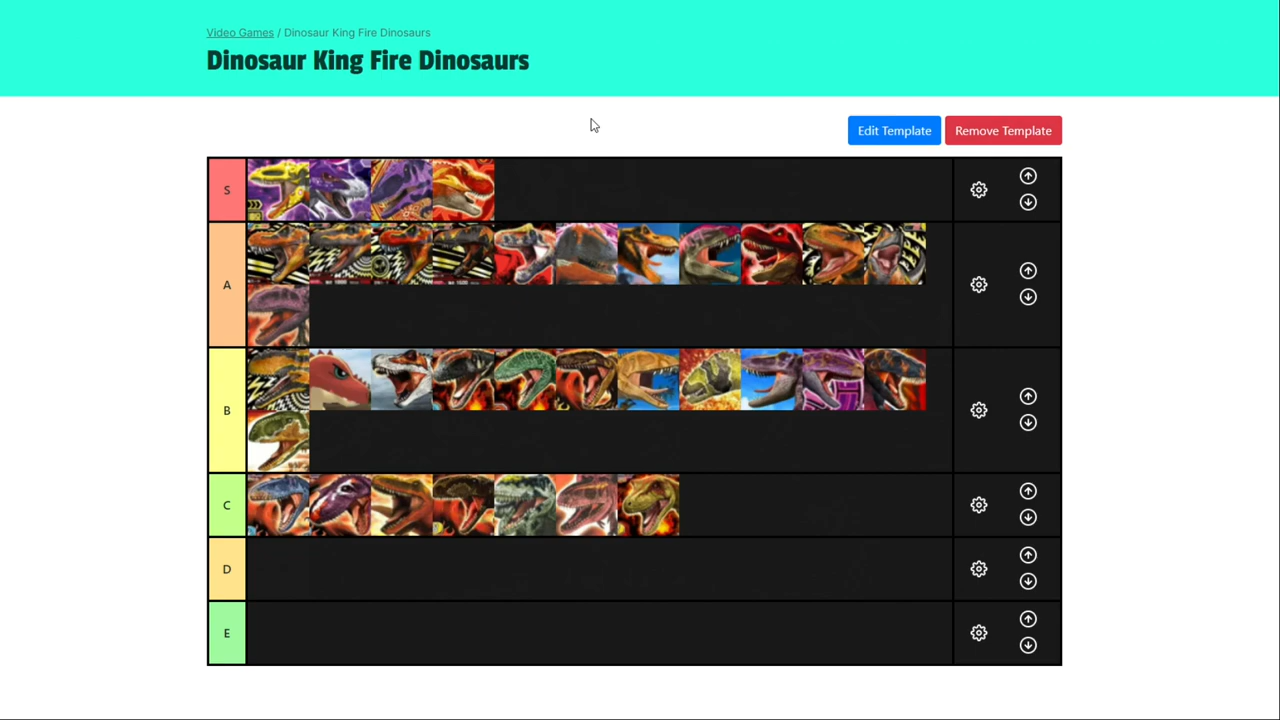 Video Games / Dinosaur King Fire Dinosaurs
Dinosaur King Fire Dinosaurs
Edit Template
Remove Template
S
A
B
C
D
E